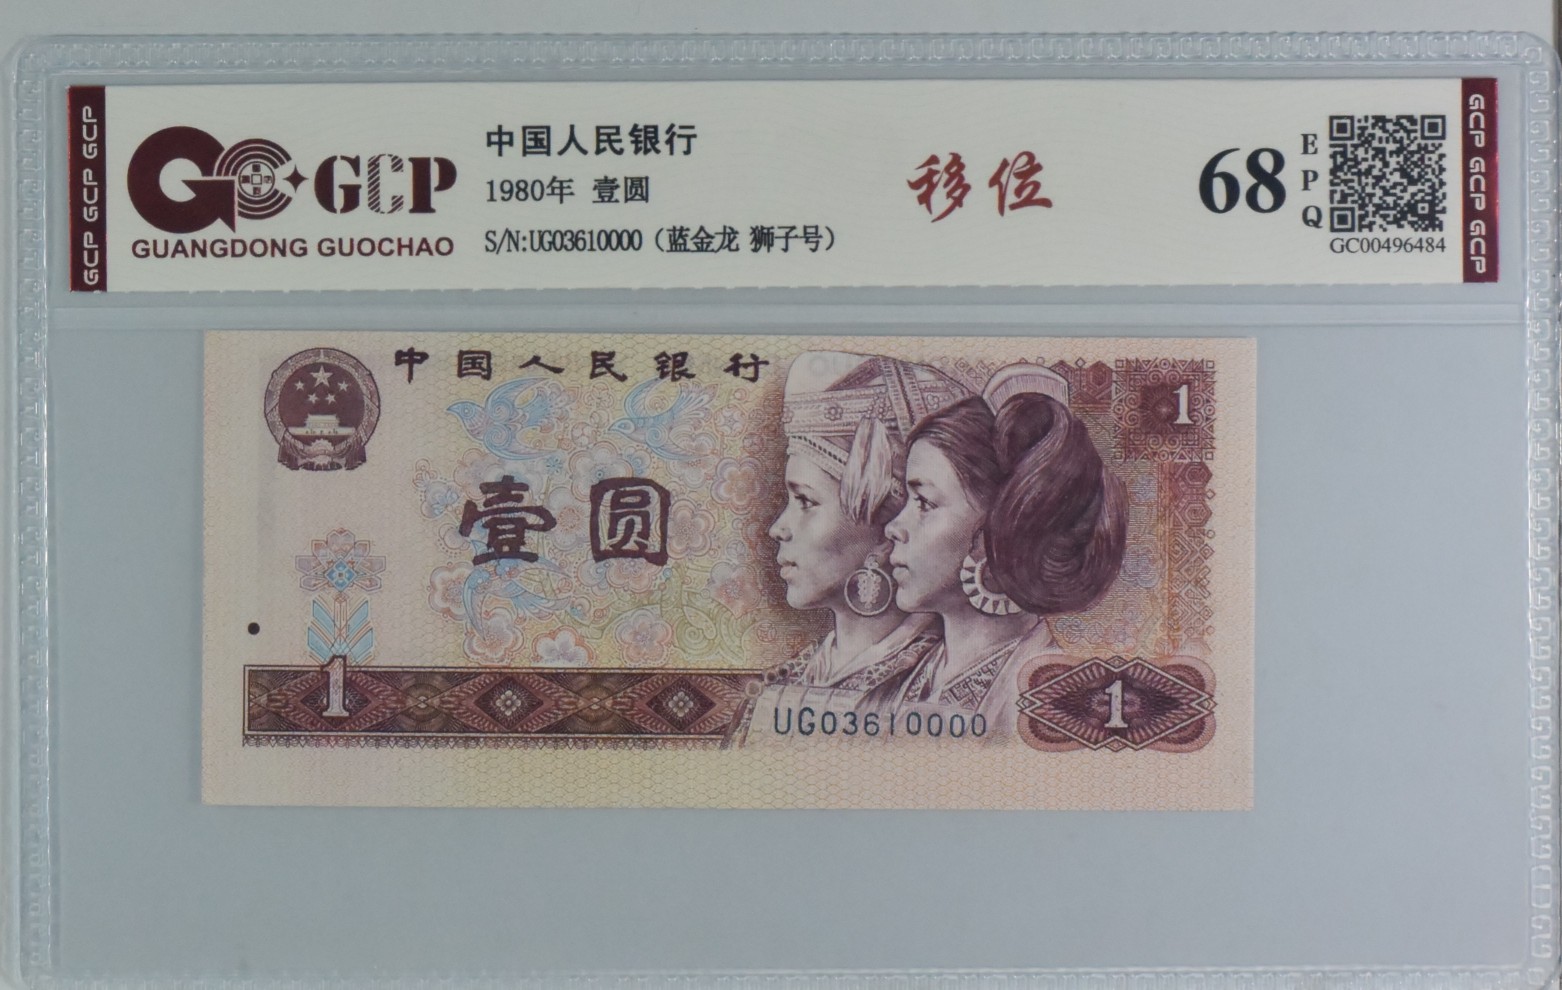 GCP
GUANGDONG GUOCHAO
中国人民银行
1980年 壹圆
S/N:UG03610000（蓝金龙 狮子号）
移位
68
EPQ
GC00496484
GCP GCP GCP
GCP GCP GCP
中国人民银行
1
壹圆
1
UG03610000
1